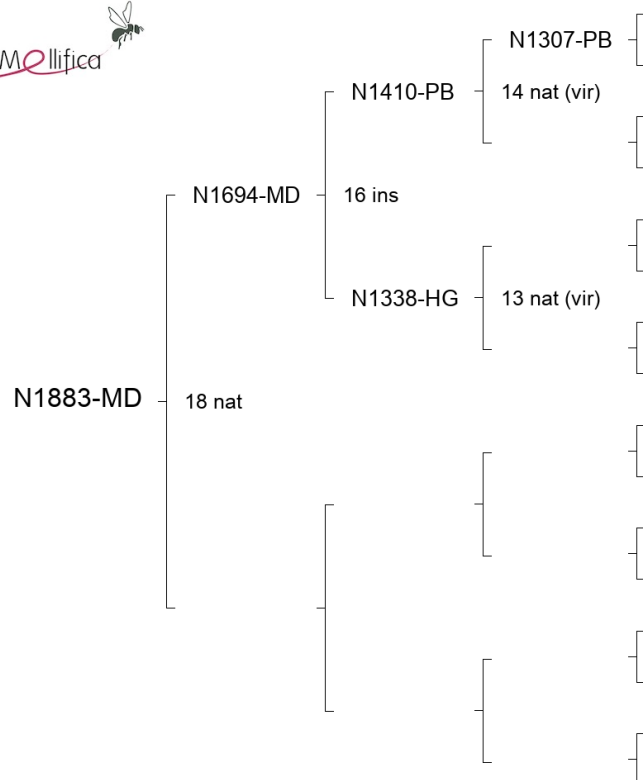 Mellifica
N1307-PB
N1410-PB
14 nat (vir)
N1694-MD
16 ins
N1338-HG
13 nat (vir)
N1883-MD
18 nat